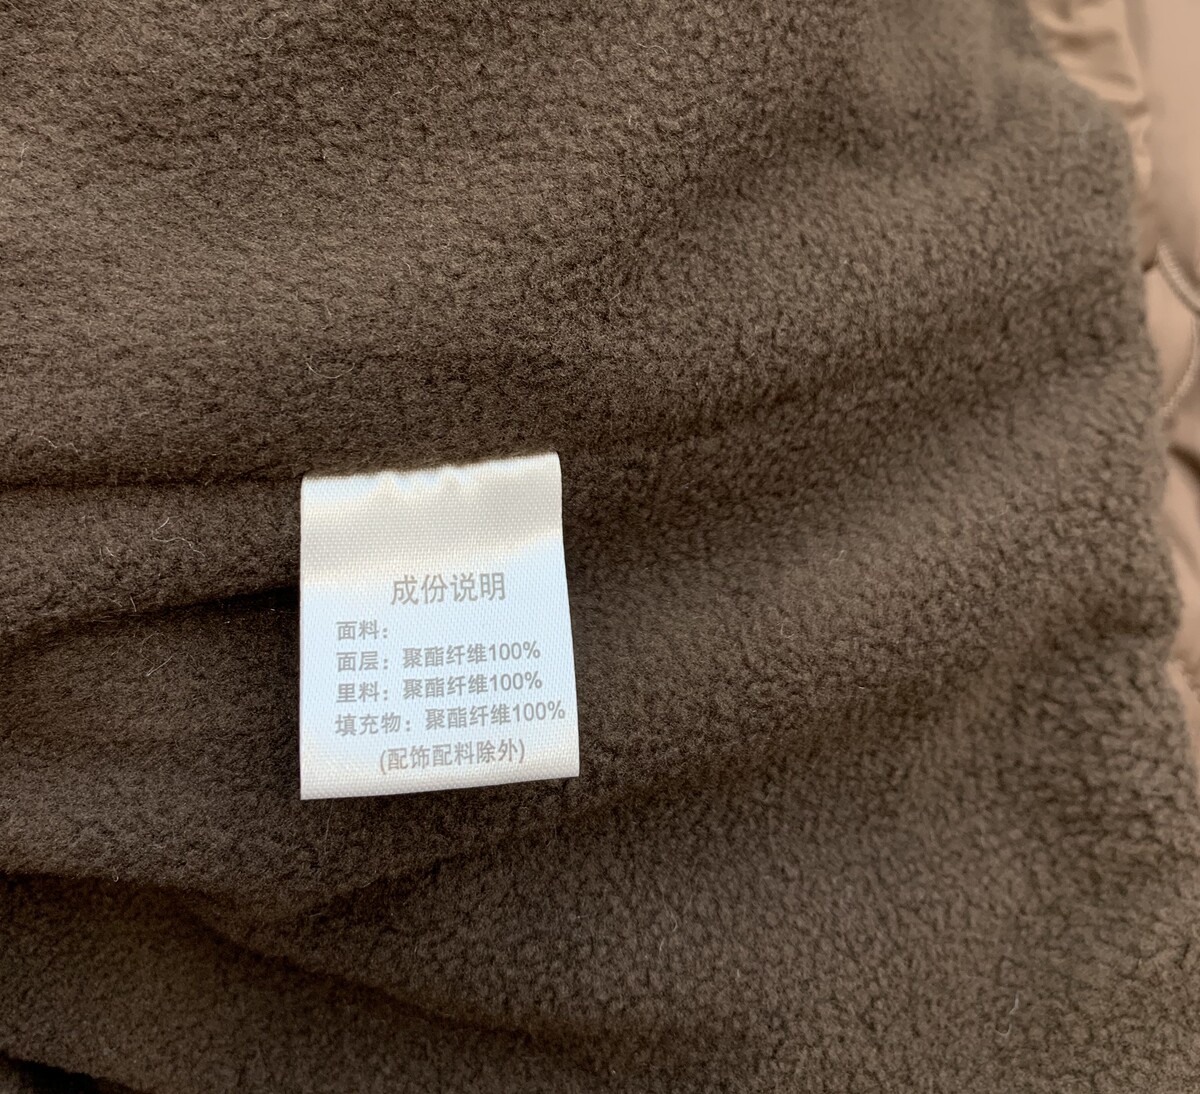 成份说明
面料：
面层：聚酯纤维100%
里料：聚酯纤维100%
填充物：聚酯纤维100%
(配饰配料除外)